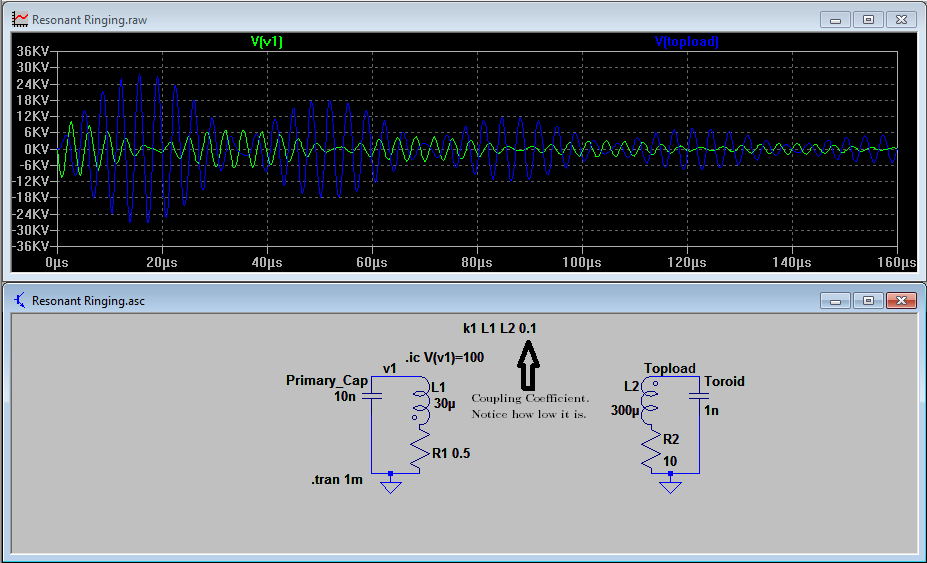 Resonant Ringing.raw
V(v1) V(topload)
36KV
30KV
24KV
18KV
12KV
6KV
0KV
-6KV
-12KV
-18KV
-24KV
-30KV
-36KV
0µs 20µs 40µs 60µs 80µs 100µs 120µs 140µs 160µs
Resonant Ringing.asc
k1 L1 L2 0.1
.ic V(v1)=100
v1
Topload
Primary_Cap
10n
L1
30µ
Coupling Coefficient.
Notice how low it is.
L2
300µ
Toroid
1n
R1 0.5
R2
10
.tran 1m